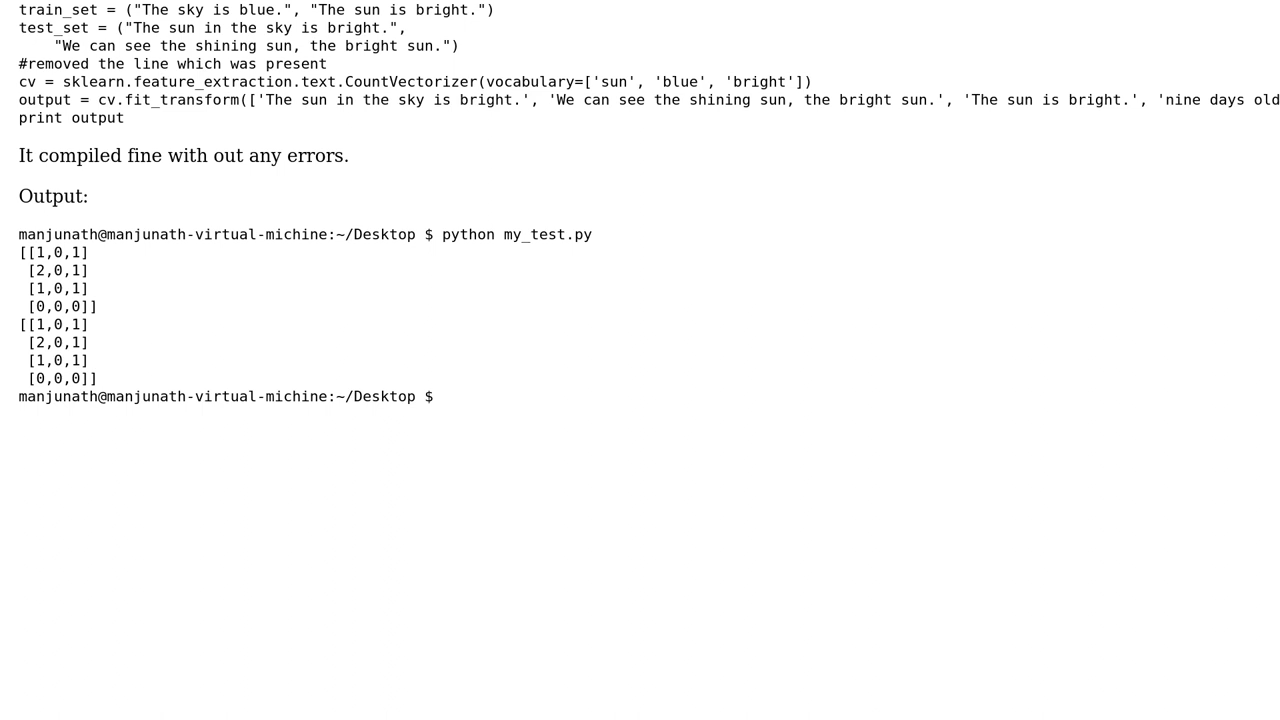 train_set = ("The sky is blue.", "The sun is bright.")
test_set = ("The sun in the sky is bright.",
    "We can see the shining sun, the bright sun.")
#removed the line which was present
cv = sklearn.feature_extraction.text.CountVectorizer(vocabulary=['sun', 'blue', 'bright'])
output = cv.fit_transform(['The sun in the sky is bright.', 'We can see the shining sun, the bright sun.', 'The sun is bright.', 'nine days old
print output
It compiled fine with out any errors.
Output:
manjunath@manjunath-virtual-michine:~/Desktop $ python my_test.py
[[1,0,1]
 [2,0,1]
 [1,0,1]
 [0,0,0]]
[[1,0,1]
 [2,0,1]
 [1,0,1]
 [0,0,0]]
manjunath@manjunath-virtual-michine:~/Desktop $